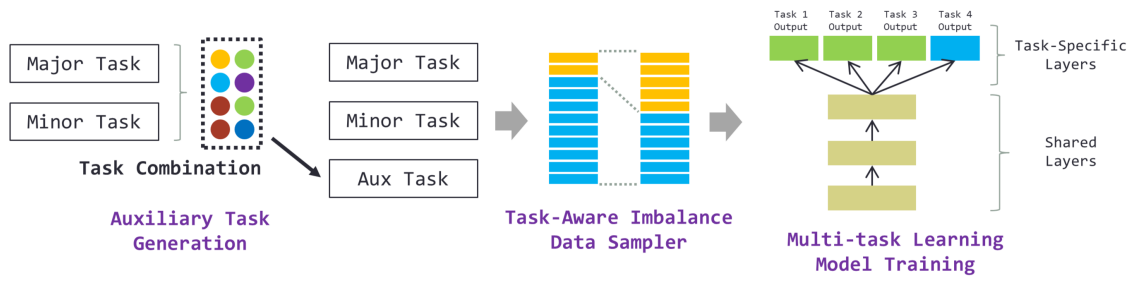 Major Task
Minor Task
Task Combination
Auxiliary Task
Generation
Major Task
Minor Task
Aux Task
Task-Aware Imbalance
Data Sampler
Task 1
Output
Task 2
Output
Task 3
Output
Task 4
Output
Task-Specific
Layers
Shared
Layers
Multi-task Learning
Model Training